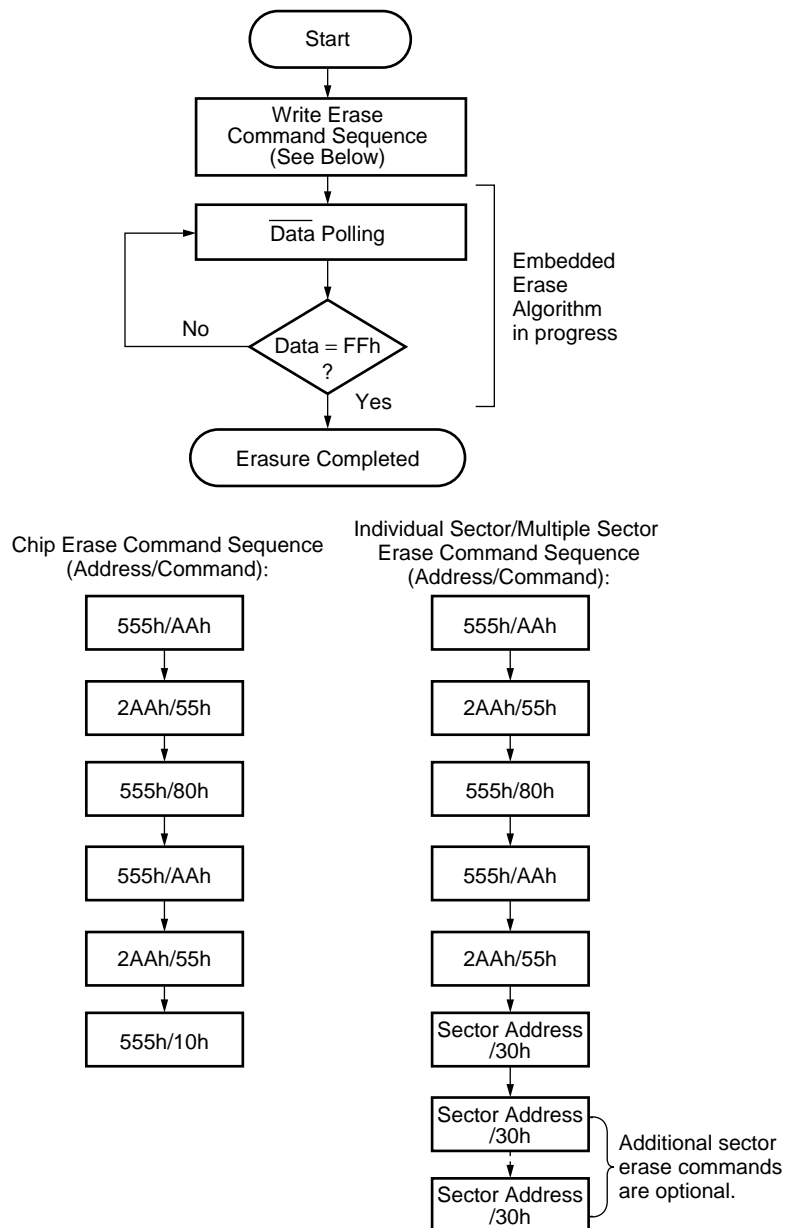 Start
Write Erase
Command Sequence
(See Below)
Data Polling
Embedded
Erase
Algorithm
in progress
No
Data = FFh
?
Yes
Erasure Completed
Chip Erase Command Sequence
(Address/Command):
555h/AAh
2AAh/55h
555h/80h
555h/AAh
2AAh/55h
555h/10h
Individual Sector/Multiple Sector
Erase Command Sequence
(Address/Command):
555h/AAh
2AAh/55h
555h/80h
555h/AAh
2AAh/55h
Sector Address
/30h
Sector Address
/30h
Sector Address
/30h
Additional sector
erase commands
are optional.